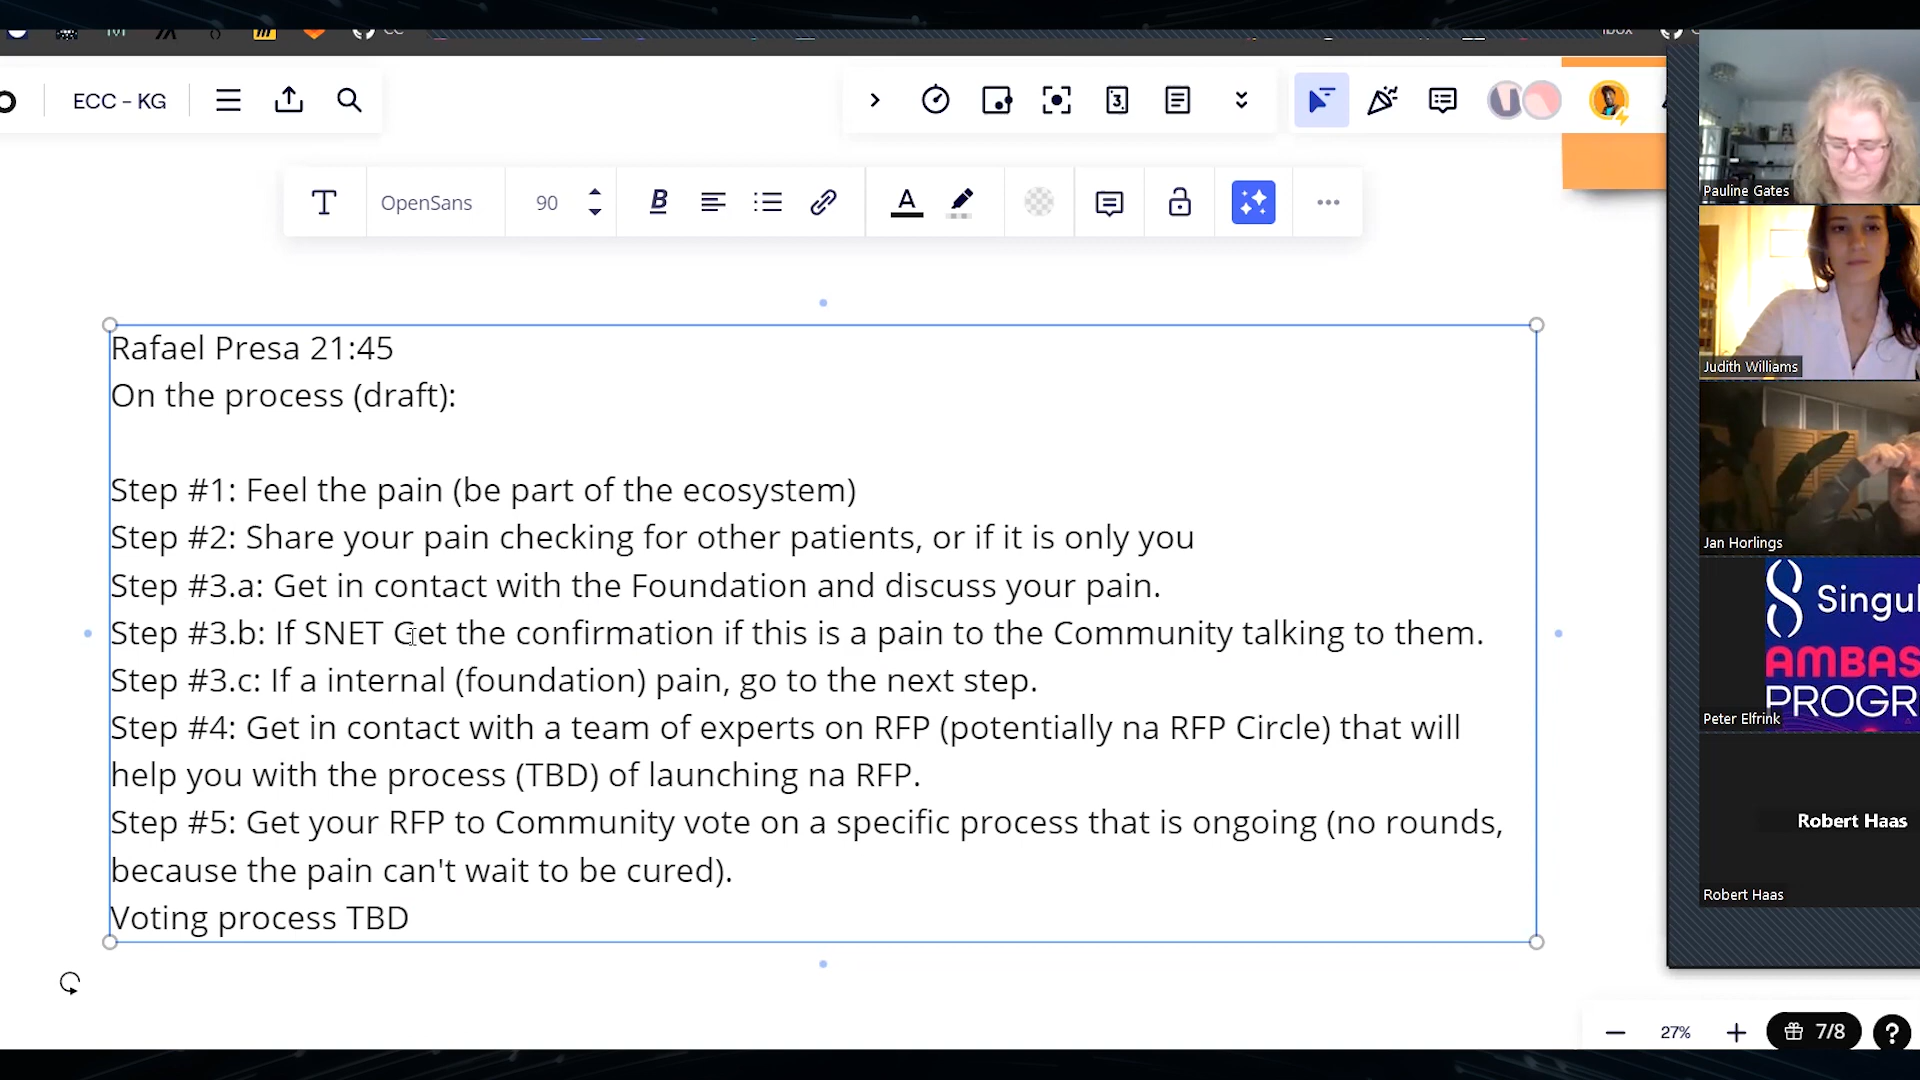 ECC – KG
3
OpenSans
90
B
A
Rafael Presa 21:45
On the process (draft):
Step #1: Feel the pain (be part of the ecosystem)
Step #2: Share your pain checking for other patients, or if it is only you
Step #3.a: Get in contact with the Foundation and discuss your pain.
Step #3.b: If SNET Get the confirmation if this is a pain to the Community talking to them.
Step #3.c: If a internal (foundation) pain, go to the next step.
Step #4: Get in contact with a team of experts on RFP (potentially na RFP Circle) that will
help you with the process (TBD) of launching na RFP.
Step #5: Get your RFP to Community vote on a specific process that is ongoing (no rounds,
because the pain can't wait to be cured).
Voting process TBD
Pauline Gates
Judith Williams
Jan Horlings
Singul
AMBAS
PROGR
Peter Elfrink
Robert Haas
Robert Haas
27%
7/8
?